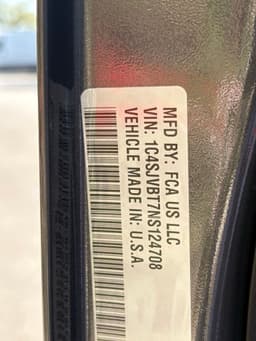 MFD BY: FCA US LLC
VIN: 1C4SJVBT7NS124708
VEHICLE MADE IN: U.S.A.